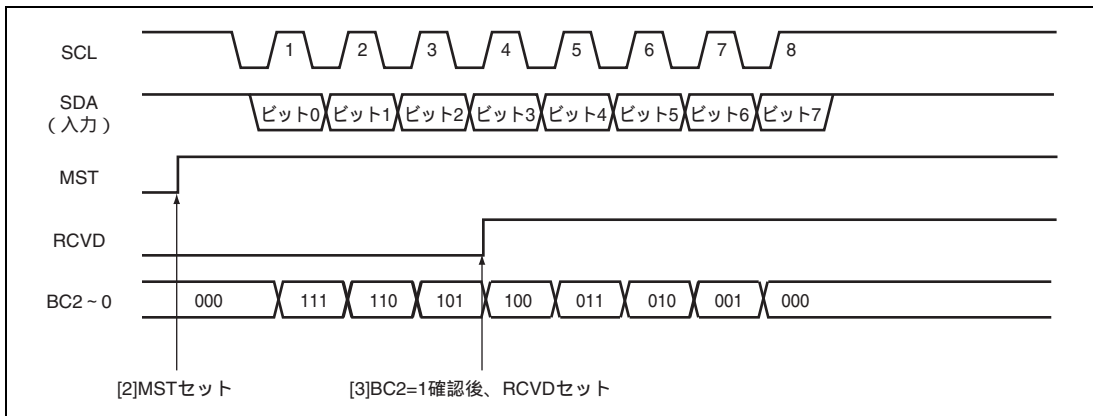 SCL 1 2 3 4 5 6 7 8
SDA
（入力） ビット0 ビット1 ビット2 ビット3 ビット4 ビット5 ビット6 ビット7
MST
RCVD
BC2～0 000 111 110 101 100 011 010 001 000
[2]MSTセット [3]BC2=1確認後、RCVDセット